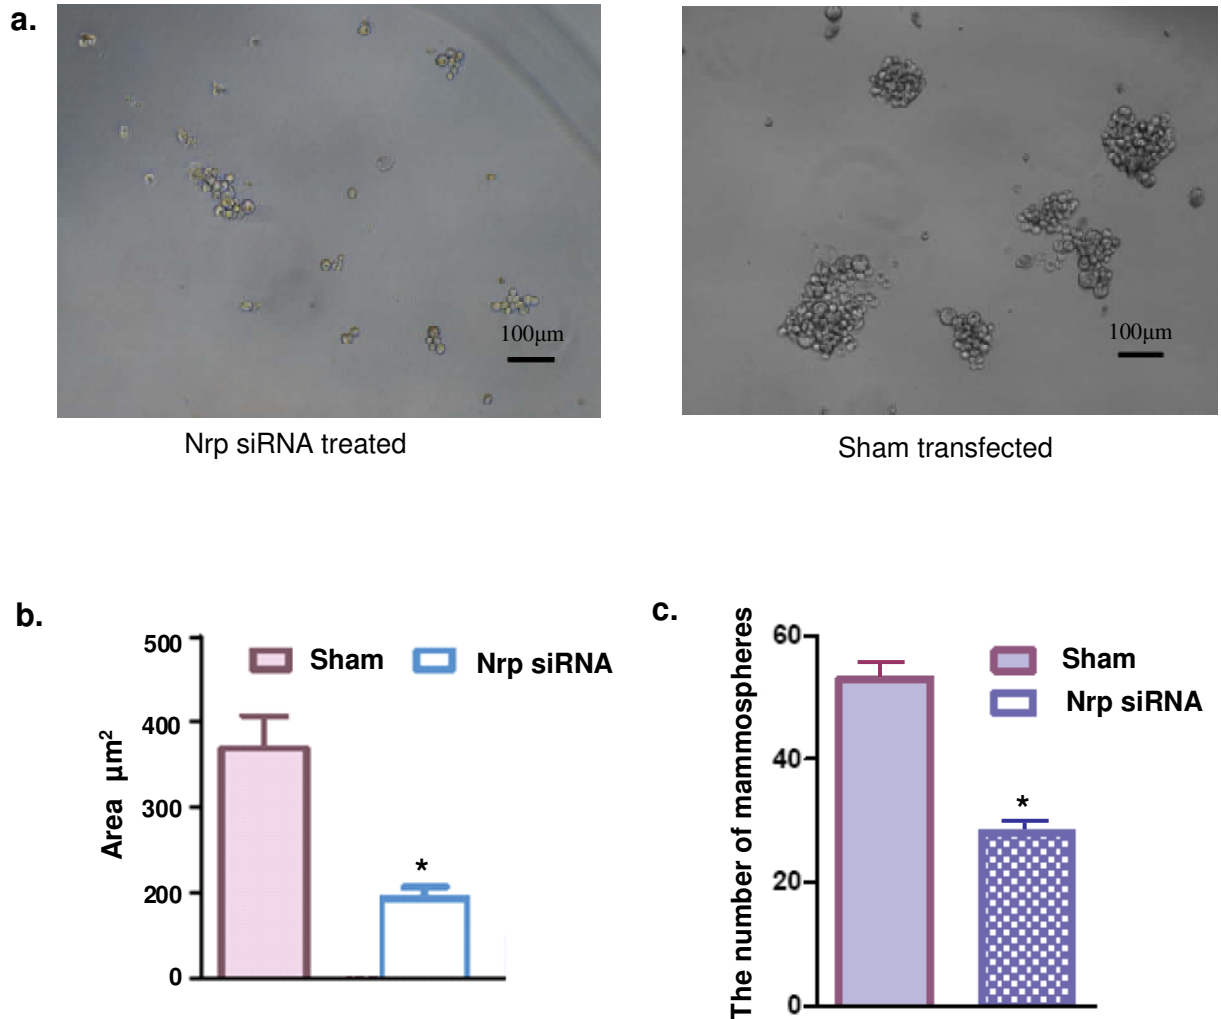 a.
100μm
100μm
Nrp siRNA treated
Sham transfected
b.
500
400
300
200
0
Area µm²
Sham
Nrp siRNA
*
c.
60
40
20
0
The number of mammospheres
Sham
Nrp siRNA
*